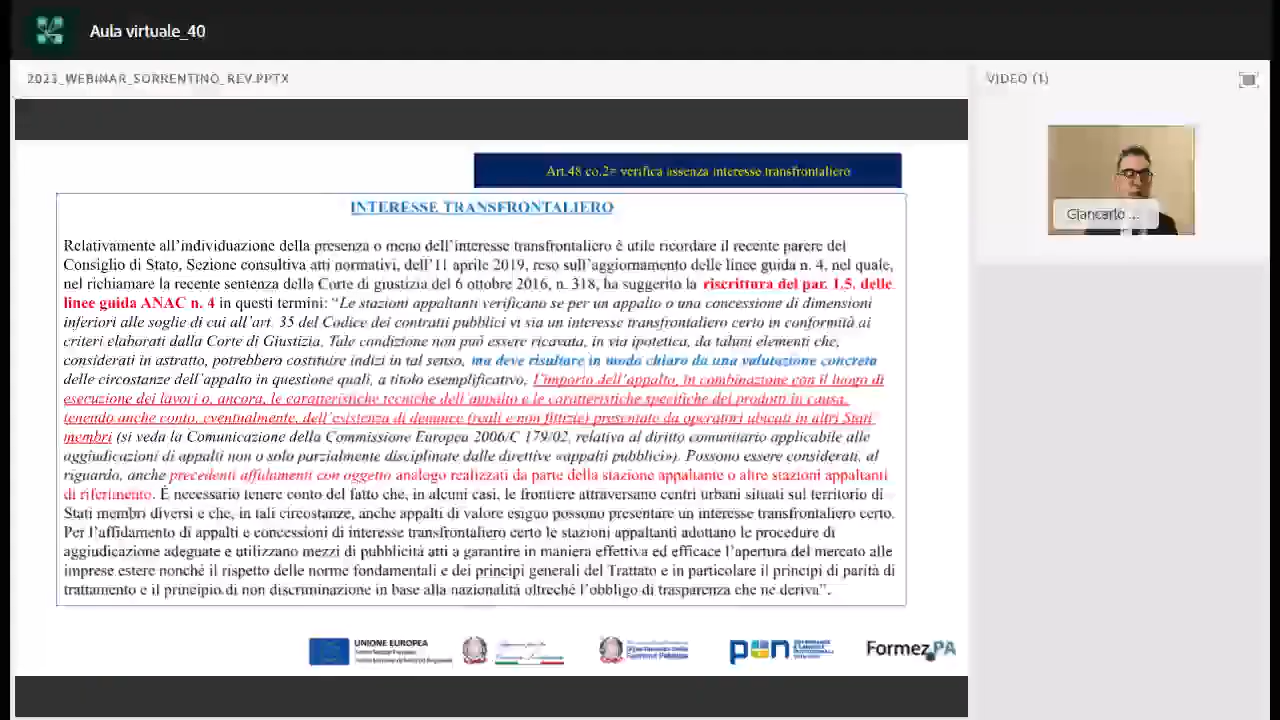 Aula virtuale_40
2023_WEBINAR_SORRENTINO_REV.PPTX
VIDEO (1)
Art.48 co.2= verifica assenza interesse transfrontaliero
INTERESSE TRANSFRONTALIERO
Relativamente all'individuazione della presenza o meno dell'interesse transfrontaliero è utile ricordare il recente parere del
Consiglio di Stato, Sezione consultiva atti normativi, dell'11 aprile 2019, reso sull'aggiornamento delle linee guida n. 4, nel quale,
nel richiamare la recente sentenza della Corte di giustizia del 6 ottobre 2016, n. 318, ha suggerito la riscrittura del par. 1.5. delle
linee guida ANAC n. 4 in questi termini: "Le stazioni appaltanti verificano se per un appalto o una concessione di dimensioni
inferiori alle soglie di cui all'art. 35 del Codice dei contratti pubblici vi sia un interesse transfrontaliero certo in conformità ai
criteri elaborati dalla Corte di Giustizia. Tale condizione non può essere ricavata, in via ipotetica, da taluni elementi che,
considerati in astratto, potrebbero costituire indizi in tal senso, ma deve risultare in modo chiaro da una valutazione concreta
delle circostanze dell'appalto in questione quali, a titolo esemplificativo, l'importo dell'appalto, in combinazione con il luogo di
esecuzione dei lavori o, ancora, le caratteristiche tecniche dell'appalto e le caratteristiche specifiche dei prodotti in causa,
tenendo anche conto, eventualmente, dell'esistenza di denunce (reali e non fittizie) presentate da operatori ubicati in altri Stati
membri (si veda la Comunicazione della Commissione Europea 2006/C 179/02, relativa al diritto comunitario applicabile alle
aggiudicazioni di appalti non o solo parzialmente disciplinate dalle direttive «appalti pubblici»). Possono essere considerati, al
riguardo, anche precedenti affidamenti con oggetto analogo realizzati da parte della stazione appaltante o altre stazioni appaltanti
di riferimento. È necessario tenere conto del fatto che, in alcuni casi, le frontiere attraversano centri urbani situati sul territorio di
Stati membri diversi e che, in tali circostanze, anche appalti di valore esiguo possono presentare un interesse transfrontaliero certo.
Per l'affidamento di appalti e concessioni di interesse transfrontaliero certo le stazioni appaltanti adottano le procedure di
aggiudicazione adeguate e utilizzano mezzi di pubblicità atti a garantire in maniera effettiva ed efficace l'apertura del mercato alle
imprese estere nonché il rispetto delle norme fondamentali e dei principi generali del Trattato e in particolare il principi di parità di
trattamento e il principio di non discriminazione in base alla nazionalità oltreché l'obbligo di trasparenza che ne deriva".
Giancarlo ...
UNIONE EUROPEA
pon
Formez PA